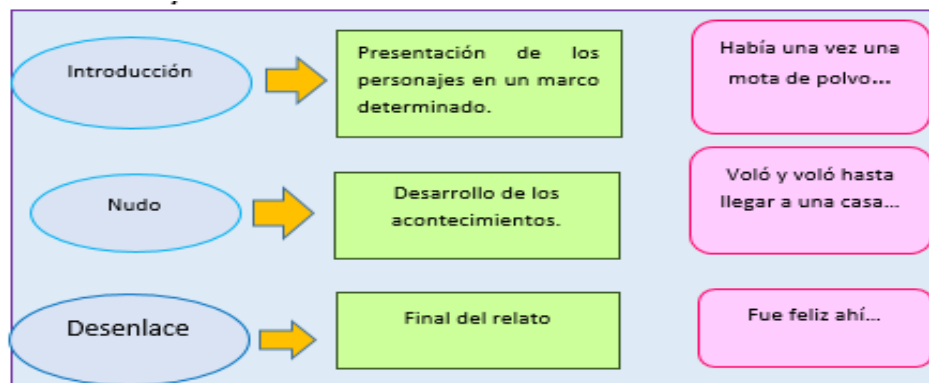 Introducción
Presentación de los
personajes en un marco
determinado.
Había una vez una
mota de polvo...
Nudo
Desarrollo de los
acontecimientos.
Voló y voló hasta
llegar a una casa...
Desenlace
Final del relato
Fue feliz ahí...